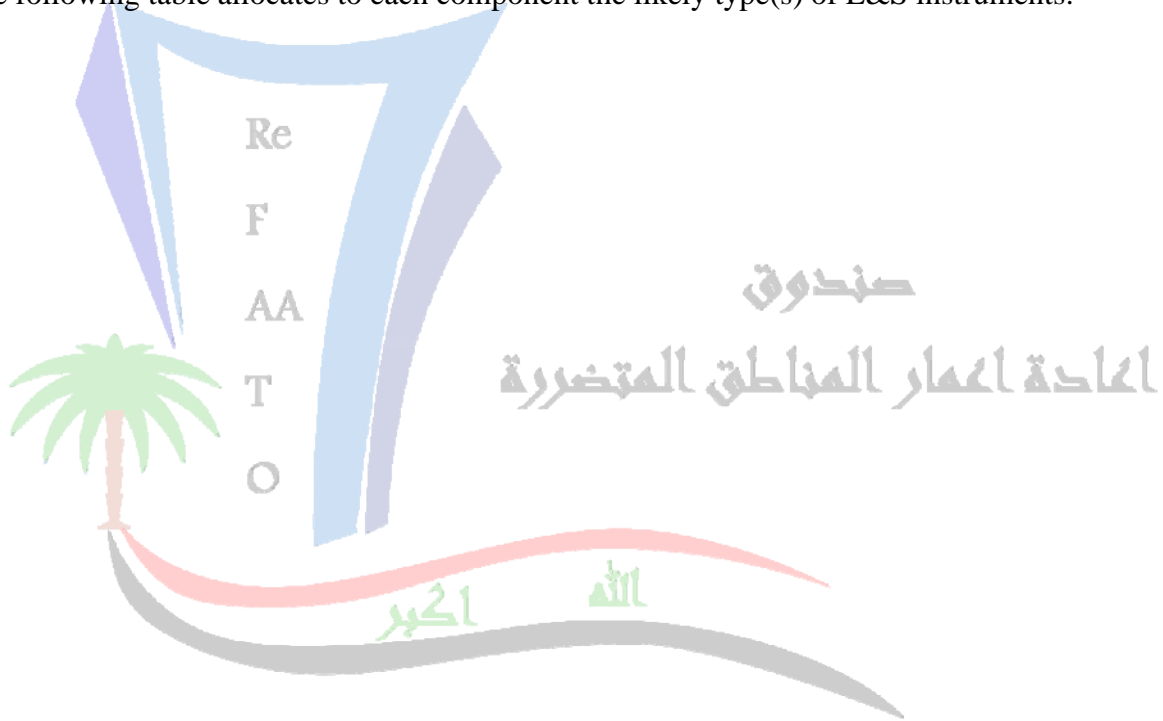 following table allocates to each component the likely type(s) of E&S instruments.
Re
F
AA
T
O
صندوق
اعادة اعمار المناطق المتضررة
الله
اكبر